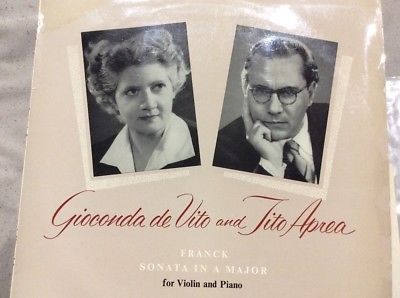 Gioconda de Vito and Tito Aprea
FRANCK
SONATA IN A MAJOR
for Violin and Piano